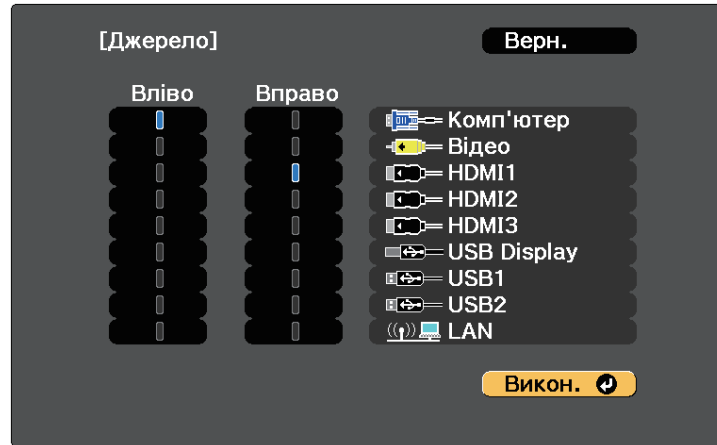 [Джерело] Верн.
Вліво Вправо
Комп'ютер
Відео
HDMI1
HDMI2
HDMI3
USB Display
USB1
USB2
LAN
Викон.